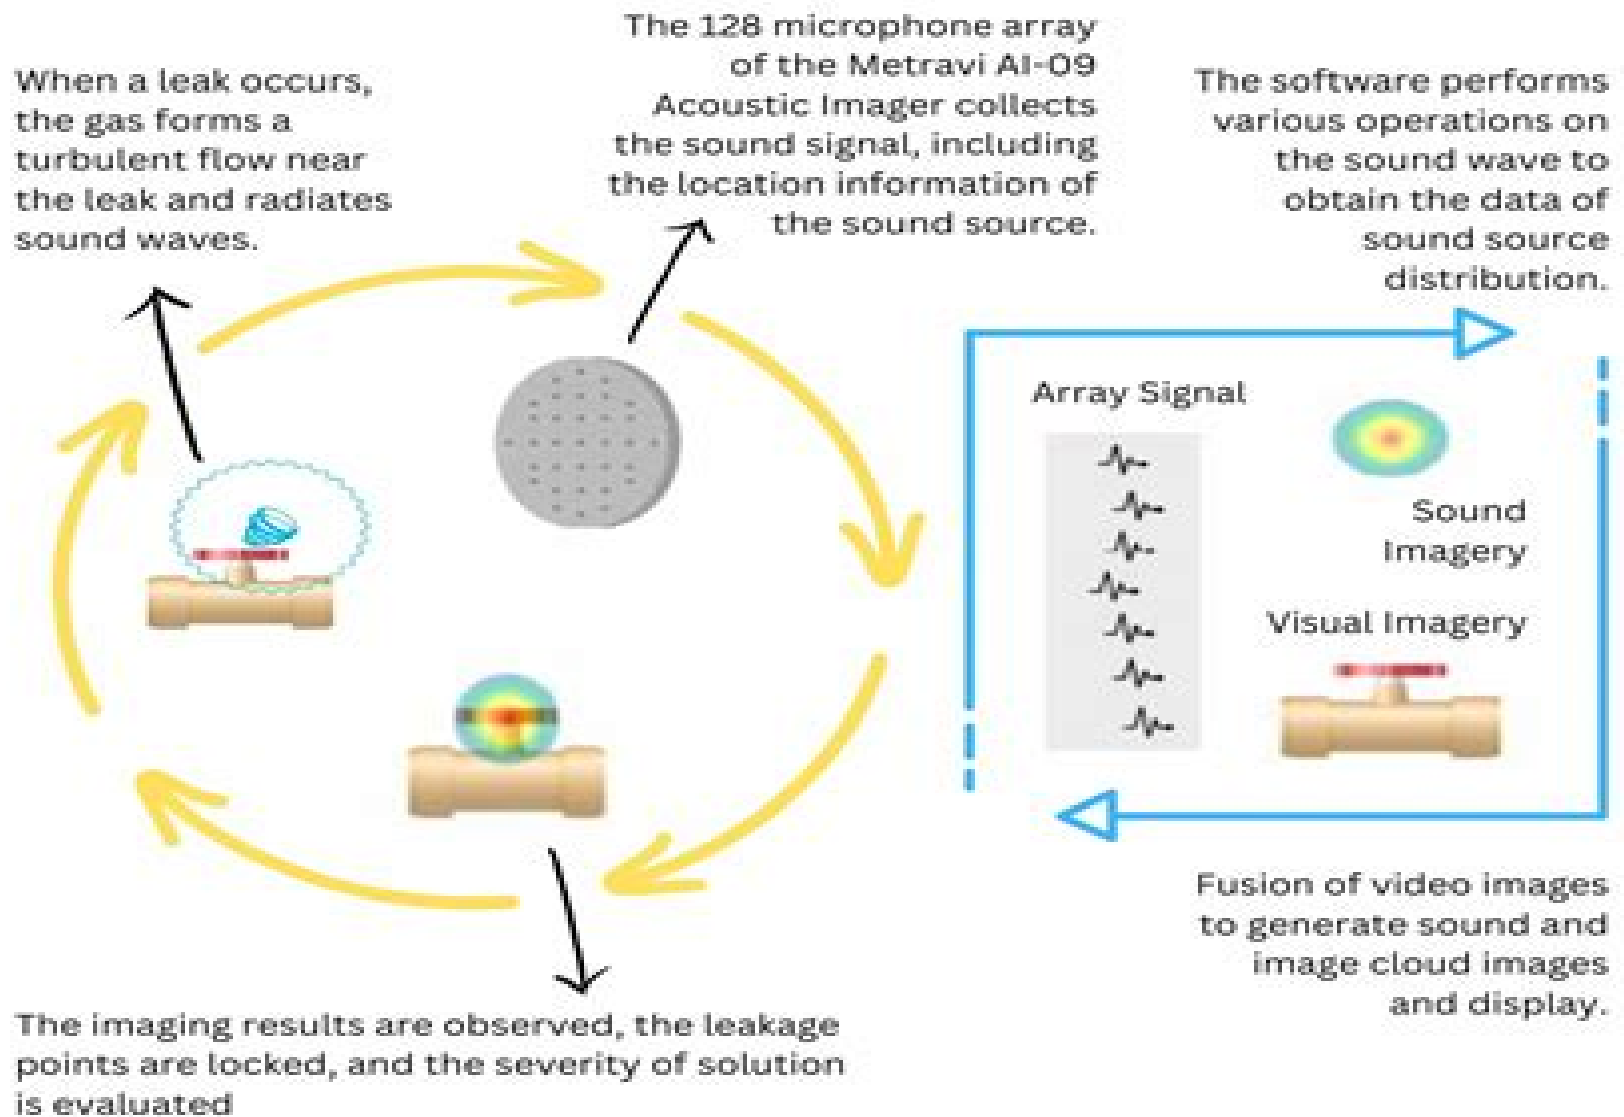 When a leak occurs,
the gas forms a
turbulent flow near
the leak and radiates
sound waves.
The 128 microphone array
of the Metravi AI-09
Acoustic Imager collects
the sound signal, including
the location information of
the sound source.
The software performs
various operations on
the sound wave to
obtain the data of
sound source
distribution.
Array Signal
Sound
Imagery
Visual Imagery
Fusion of video images
to generate sound and
image cloud images
and display.
The imaging results are observed, the leakage
points are locked, and the severity of solution
is evaluated